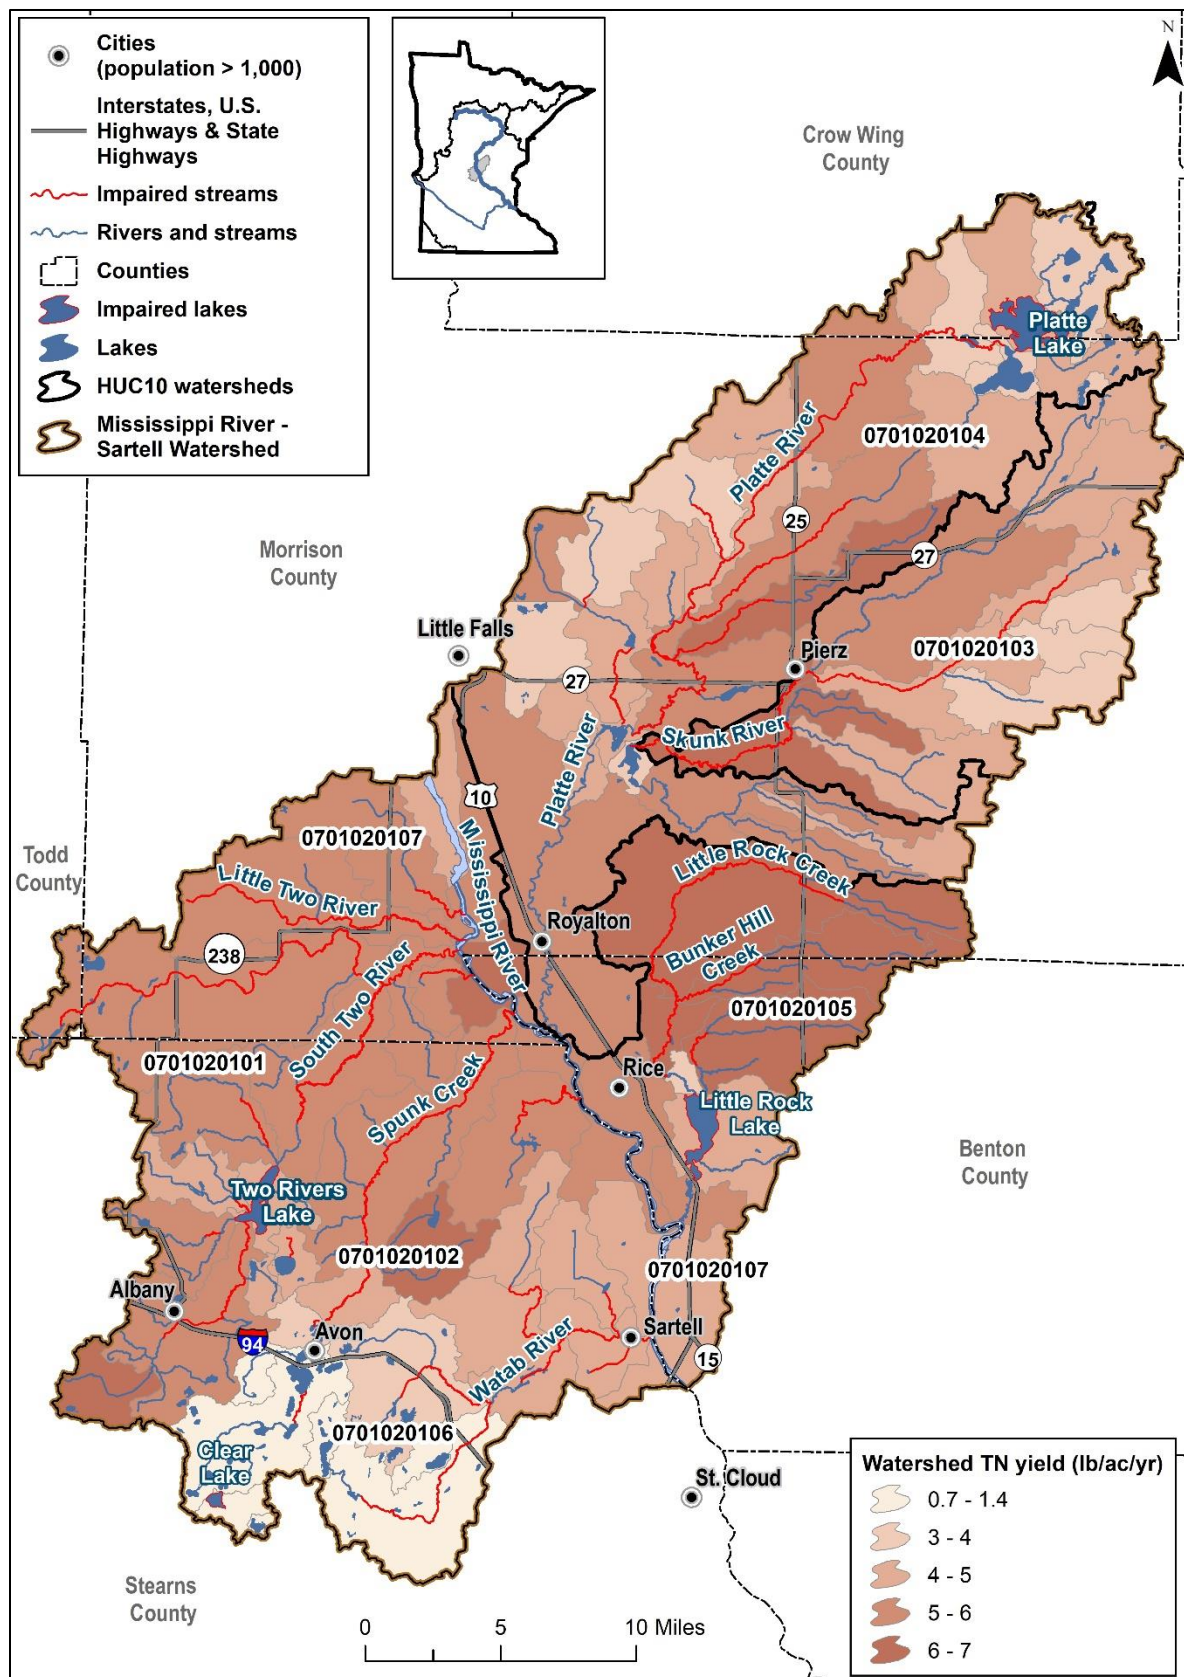 Cities
(population > 1,000)
Interstates, U.S.
Highways & State
Highways
Impaired streams
Rivers and streams
Counties
Impaired lakes
Lakes
HUC10 watersheds
Mississippi River -
Sartell Watershed
N
Crow Wing
County
Platte
Lake
Platte River
0701020104
25
27
Morrison
County
Little Falls
Pierz
0701020103
27
Skunk River
Platte River
10
Mississippi River
0701020107
Todd
County
Little Two River
Little Rock Creek
Royalton
Bunker Hill
Creek
238
South Two River
0701020105
0701020101
Spunk Creek
Rice
Little Rock
Lake
Benton
County
Two Rivers
Lake
0701020102
0701020107
Albany
Avon
Sartell
94
15
Watab River
0701020106
Clear
Lake
St. Cloud
Stearns
County
0 5 10 Miles
Watershed TN yield (lb/ac/yr)
0.7 - 1.4
3 - 4
4 - 5
5 - 6
6 - 7